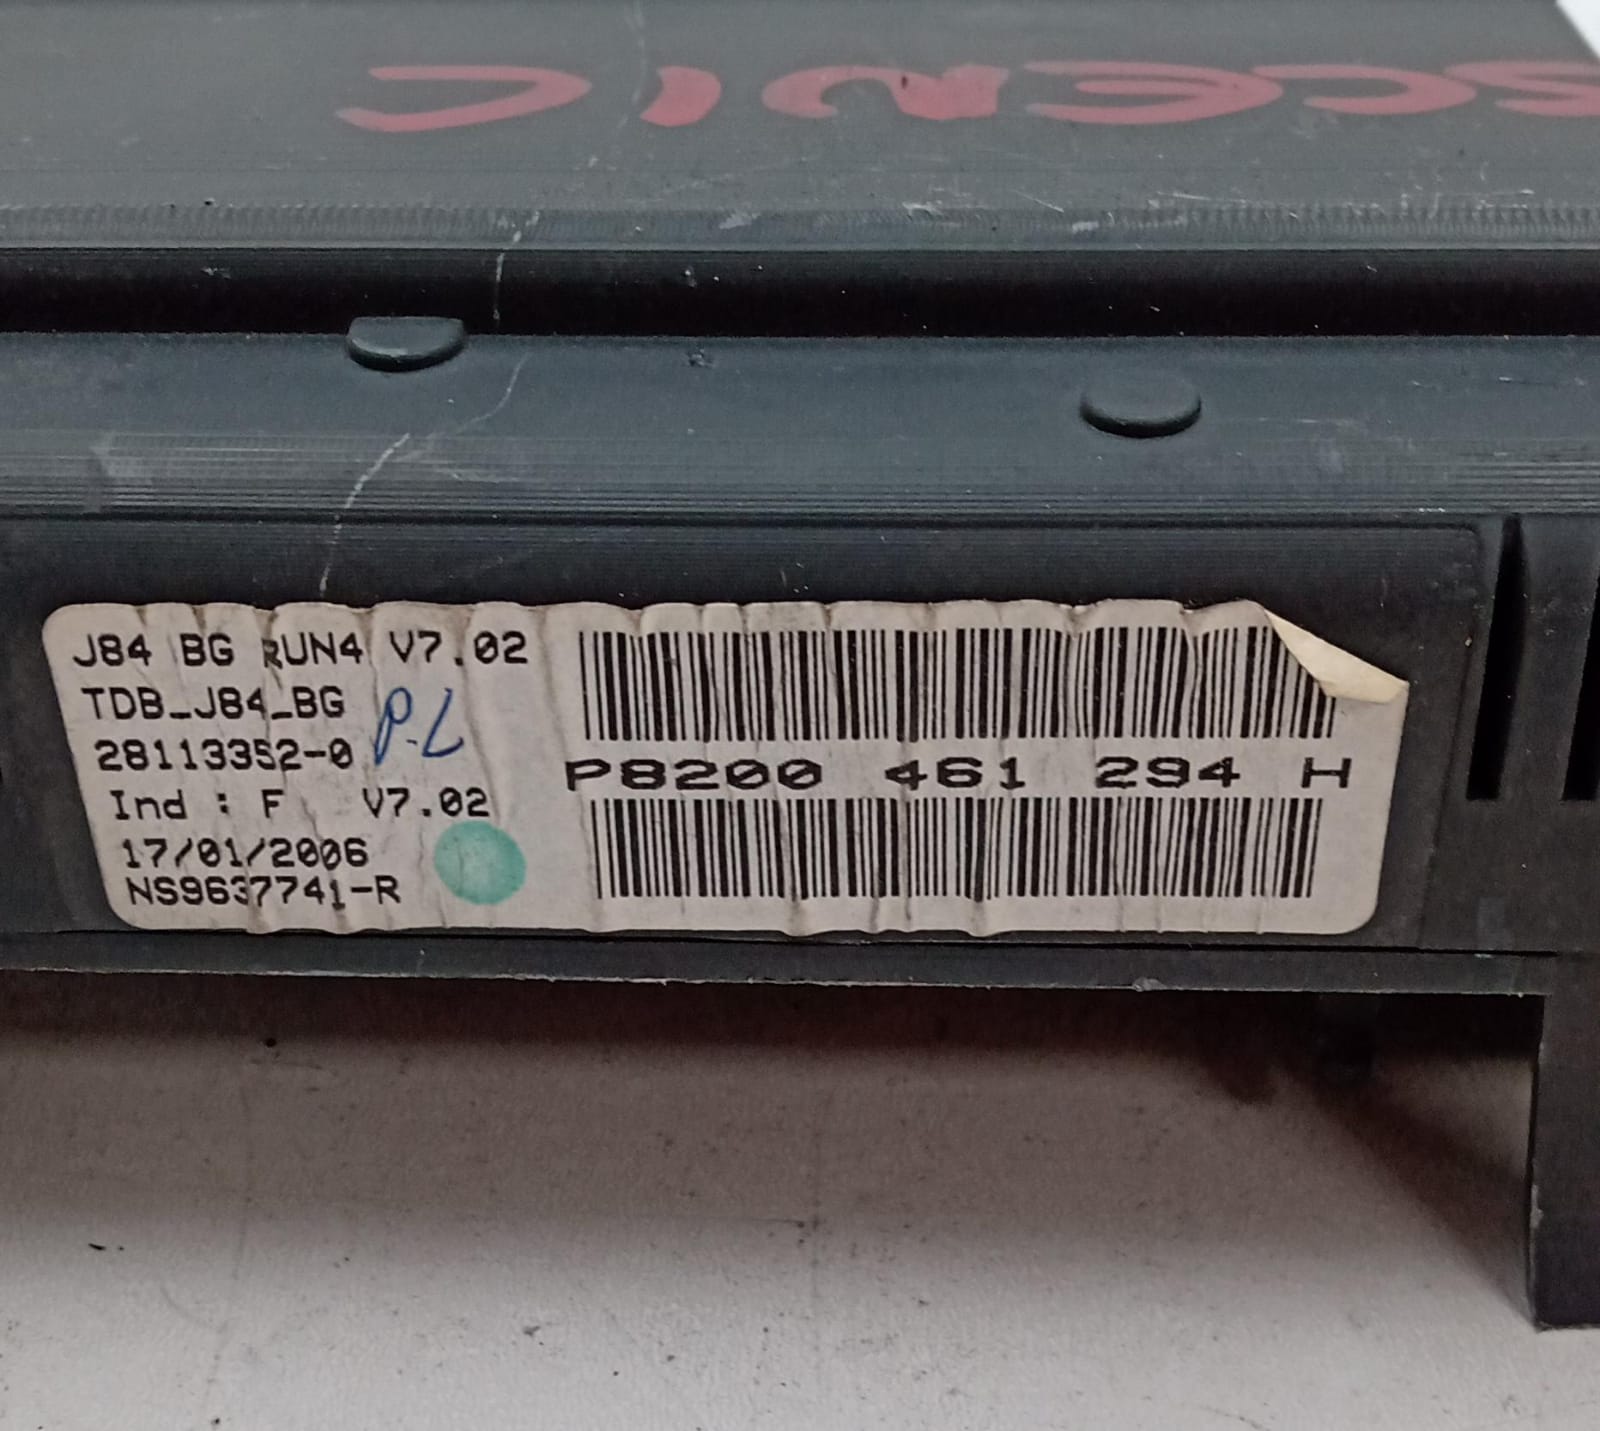 SCENIC
J84 BG RUN4 V7.02
TDB_J84_BG
28113352-0
P.L
Ind : F V7.02
17/01/2006
NS9637741-R
P8200 461 294 H